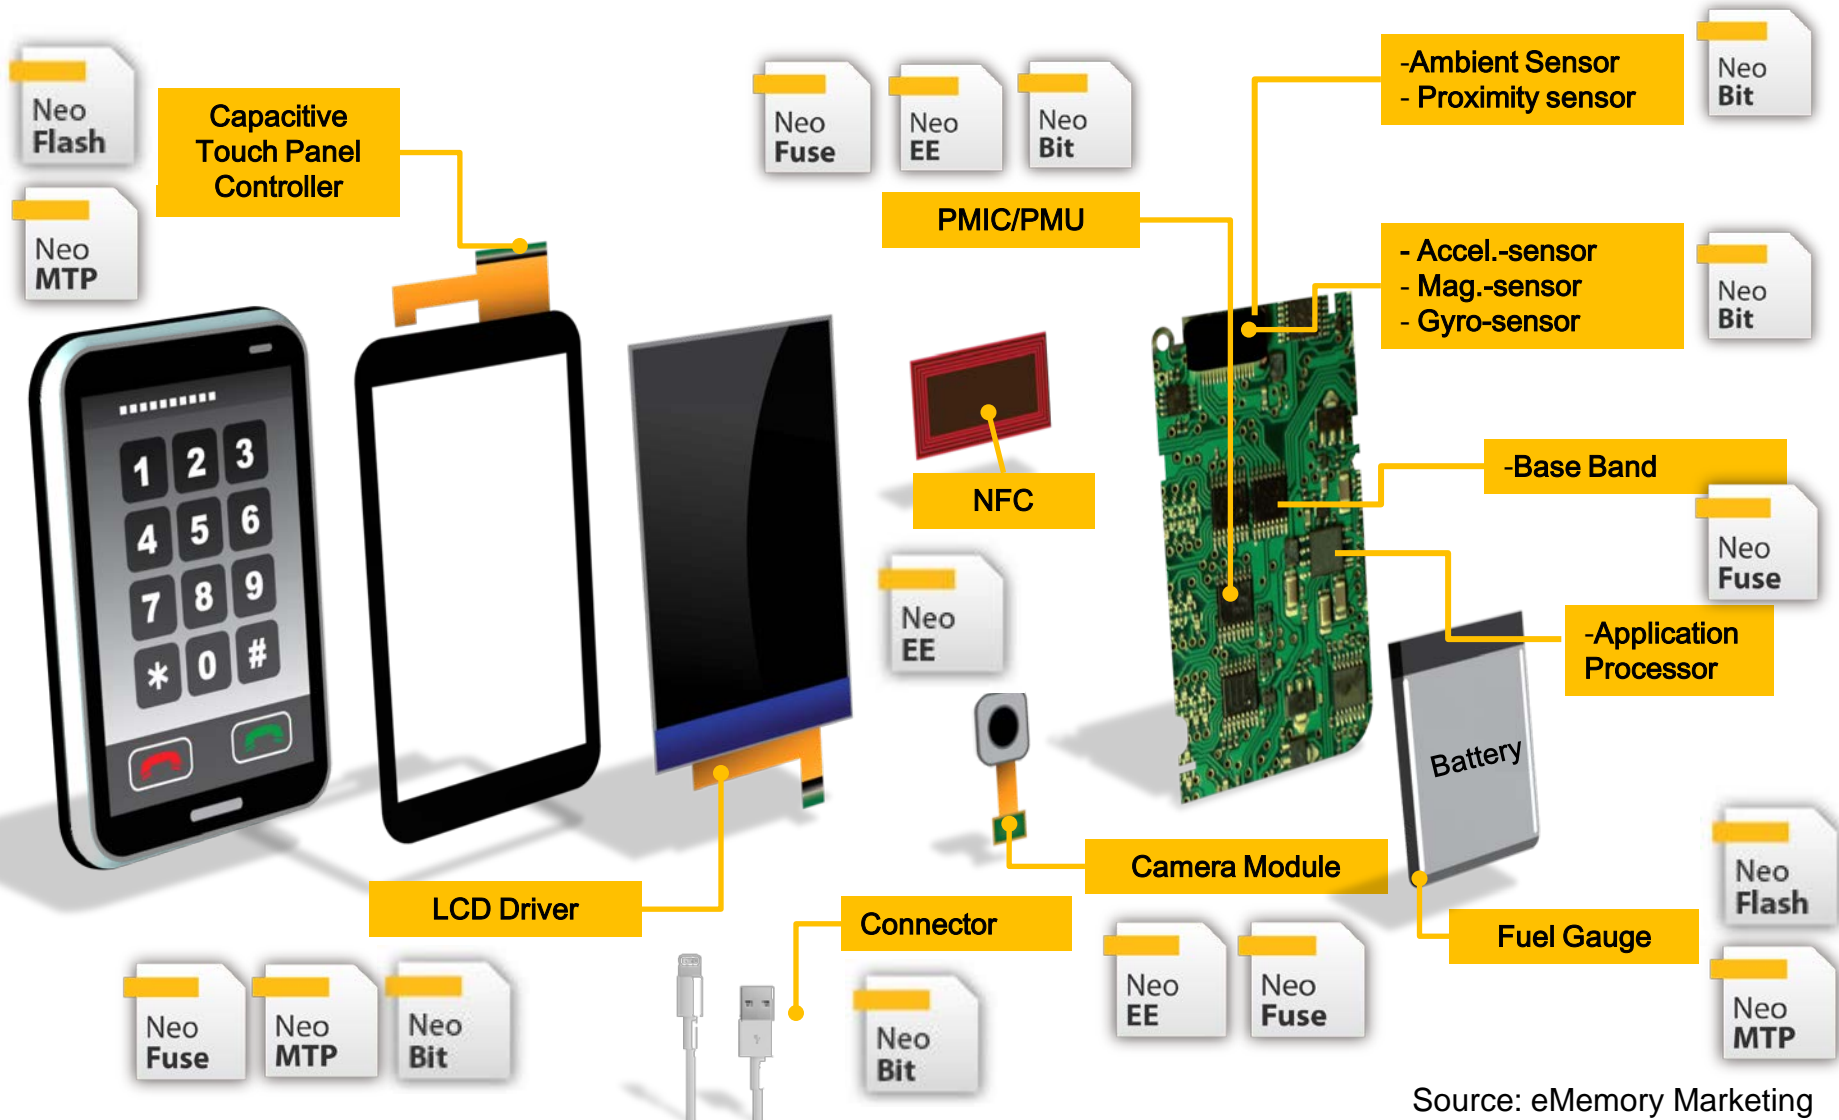 Neo
Flash
Capacitive
Touch Panel
Controller
Neo
MTP
Neo
Fuse
Neo
EE
Neo
Bit
PMIC/PMU
-Ambient Sensor
- Proximity sensor
Neo
Bit
- Accel.-sensor
- Mag.-sensor
- Gyro-sensor
Neo
Bit
1 2 3
4 5 6
7 8 9
* 0 #
NFC
Neo
EE
-Base Band
Neo
Fuse
-Application
Processor
Battery
LCD Driver
Neo
Fuse
Neo
MTP
Neo
Bit
Connector
Neo
Bit
Camera Module
Neo
EE
Neo
Fuse
Fuel Gauge
Neo
Flash
Neo
MTP
Source: eMemory Marketing